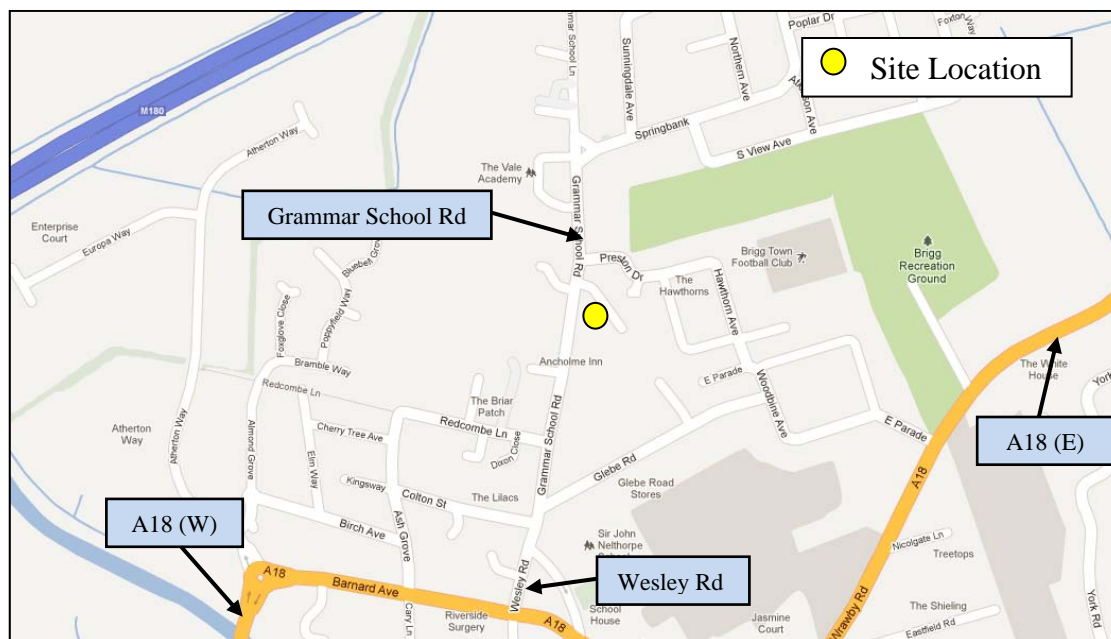 Site Location
Grammar School Rd
A18 (E)
A18 (W)
Wesley Rd
M180
Atherton Way
Enterprise
Court
Europa Way
Bluebell Gro
Poppyfield Way
Foxglove Close
Bramble Way
Redcombe Ln
Atherton
Way
Atherton Way
Almond Grove
Elm Way
Cherry Tree Ave
Kingsway
Birch Ave
Ash Grove
Colton St
The Briar
Patch
Redcombe Ln
Dixon Close
The Lilacs
Grammar School Rd
Ancholme Inn
mmar School Ln
Sunningdale Ave
Northern Ave
Poplar Dr
Foxton Way
Springbank
S View Ave
The Vale
Academy
Grammar School Rd
Preston Dr
The
Hawthorns
Hawthorn Ave
Brigg Town
Football Club
Brigg
Recreation
Ground
E Parade
Woodbine Ave
E Parade
Glebe Rd
Glebe Road
Stores
Sir John
Nelthorpe
School
House
Jasmine
Court
The White
House
York
A18
Nicolgate Ln
Treetops
The Shieling
Eastfield Rd
York Rd
Wrawby Rd
A18
Barnard Ave
Cary Ln
Riverside
Surgery
Wesley Rd
A18